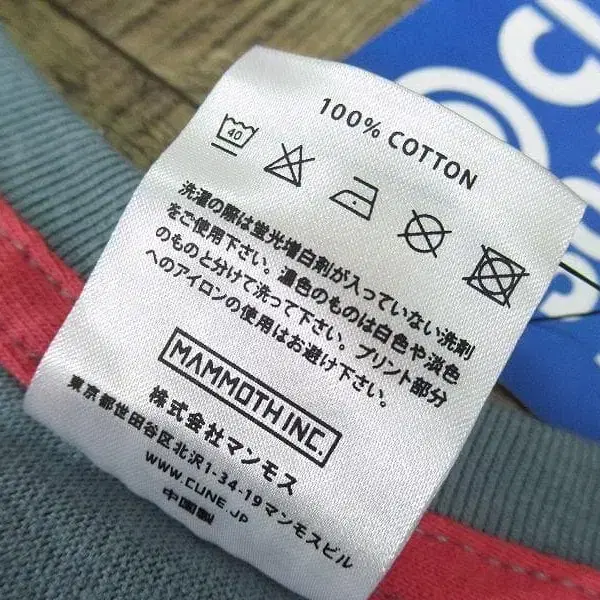 100% COTTON
40
洗濯の際は蛍光増白剤が入っていない洗剤
をご使用下さい。濃色のものは白色や淡色
のものと分けて洗って下さい。プリント部分
へのアイロンの使用はお避け下さい。
MAMMOTH INC.
株式会社マンモス
東京都世田谷区北沢1-34-19マンモスビル
WWW.CUNE.JP
中国製